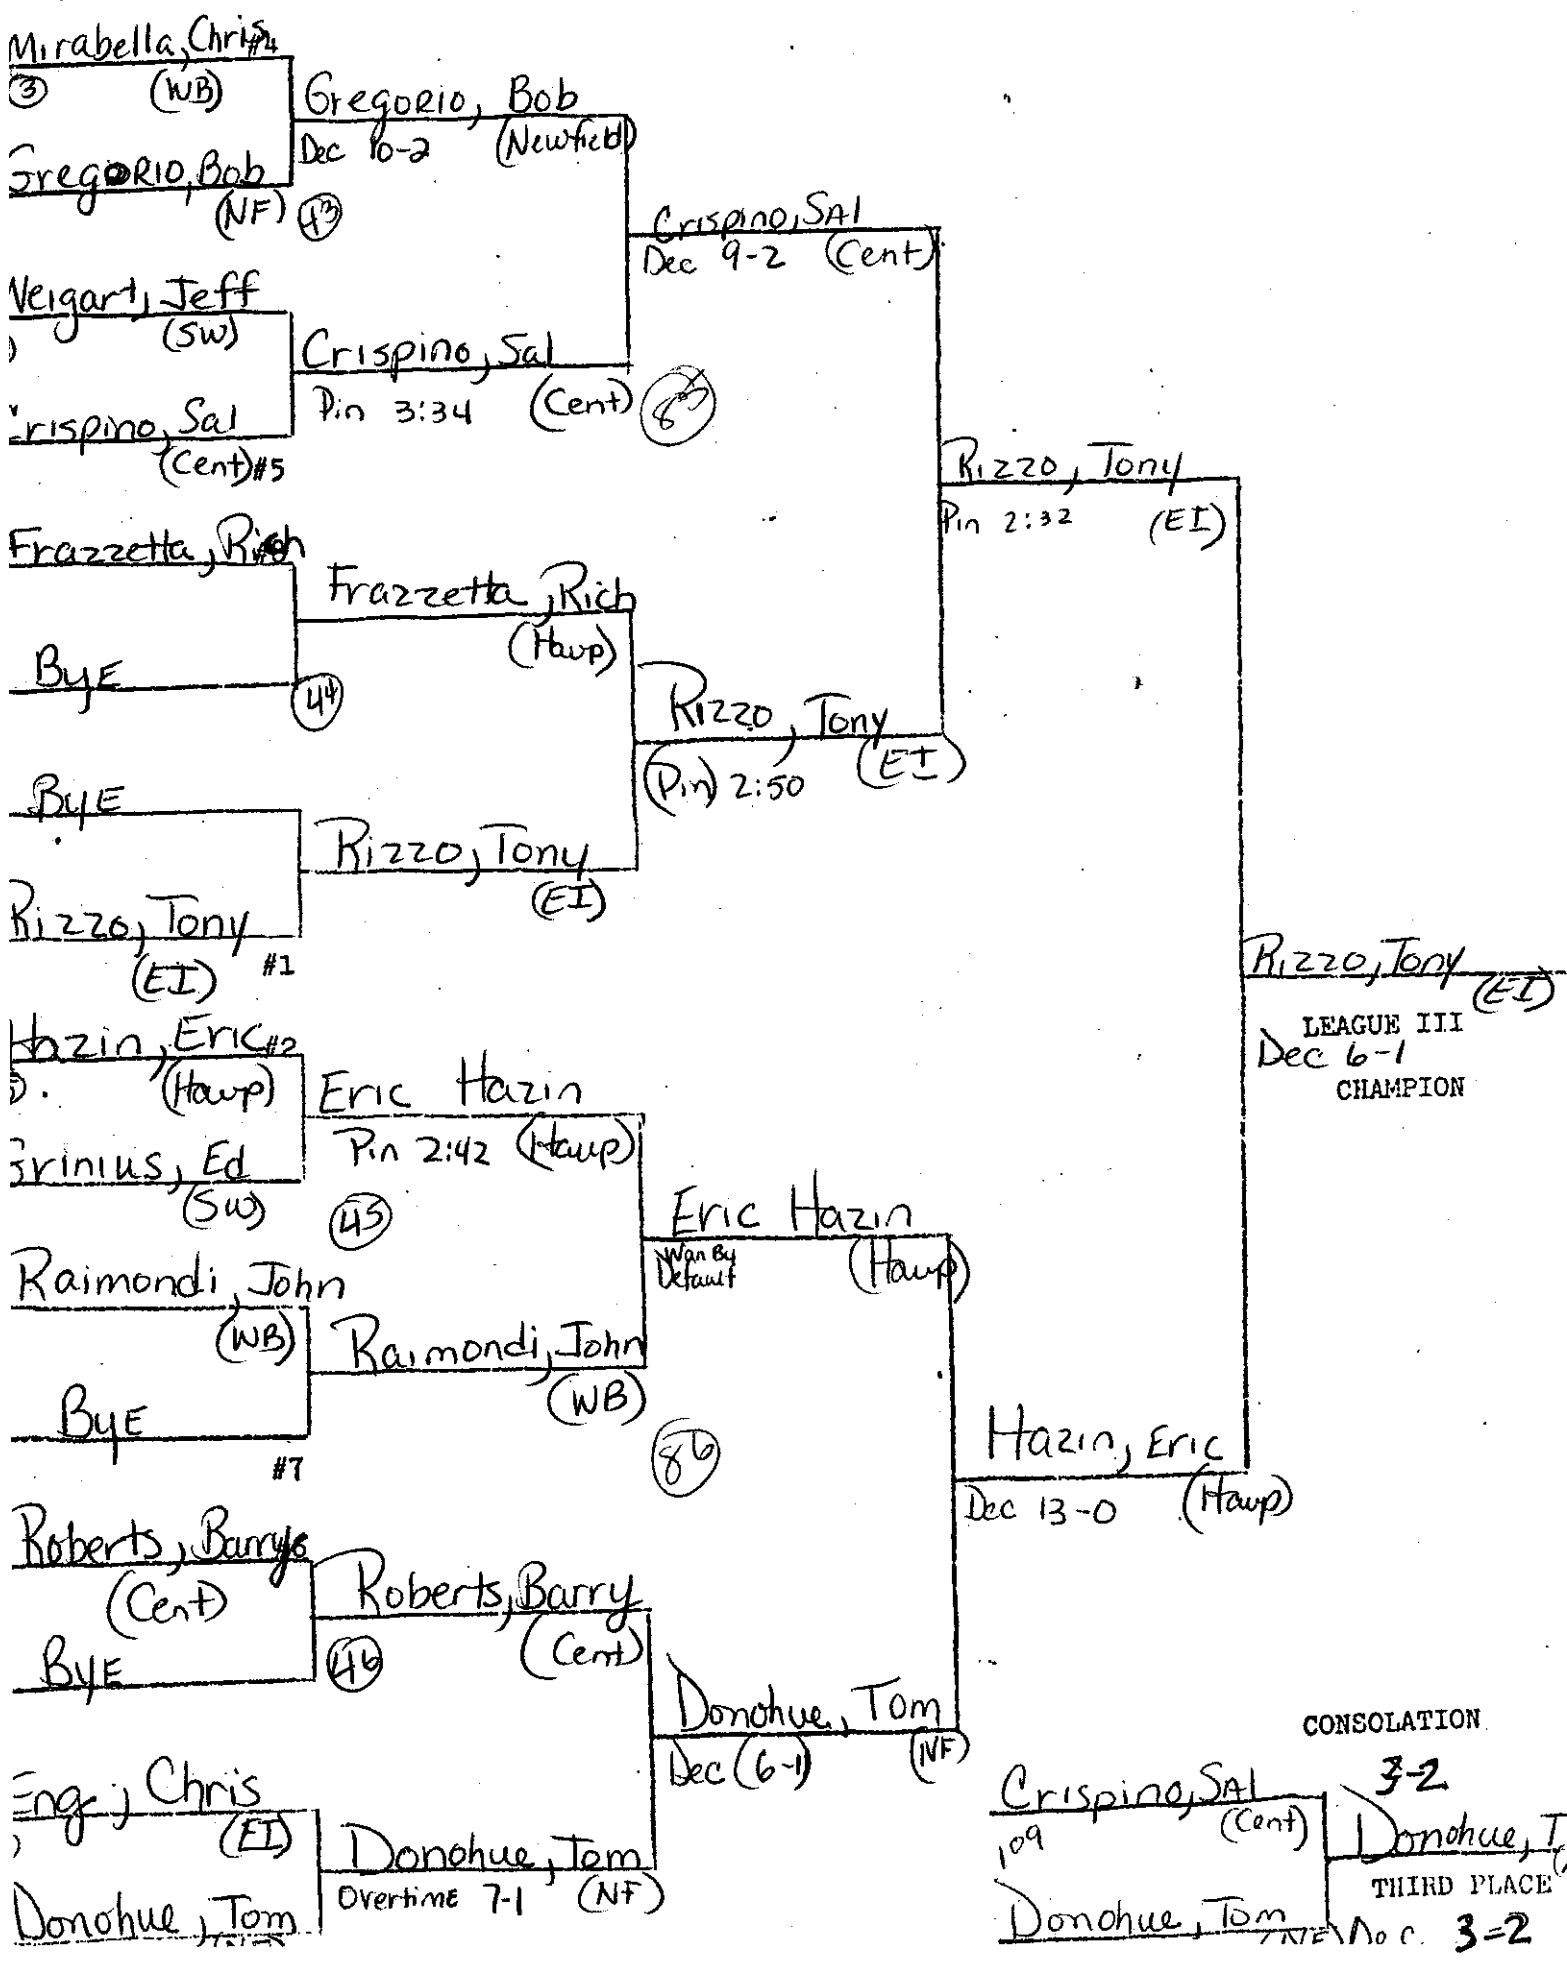 Mirabella, Chris #4
③ (WB)
Gregorio, Bob
Dec 10-2 (Newfield)
Gregorio, Bob
(NF) ㊸
Crispino, Sal
Dec 9-2 (Cent)
Weigart, Jeff
(SW)
Crispino, Sal
Pin 3:34 (Cent)
85
Crispino, Sal
(Cent) #5
Rizzo, Tony
Pin 2:32 (EI)
Frazzetta, Rich
Frazzetta, Rich
(Haup)
ByE
㊹
Rizzo, Tony
(Pin) 2:50 (EI)
ByE
Rizzo, Tony
(EI)
Rizzo, Tony
(EI) #1
Rizzo, Tony
(EI)
LEAGUE III
Dec 6-1
CHAMPION
Hazin, Eric #2
(Haup)
Eric Hazin
Pin 2:42 (Haup)
Grinius, Ed
(SW)
㊺
Eric Hazin
Wan By
Default
(Haup)
Raimondi, John
(WB)
Raimondi, John
(WB)
ByE
#7
86
Hazin, Eric
Dec 13-0 (Haup)
Roberts, Barry #6
(Cent)
Roberts, Barry
(Cent)
ByE
㊻
Donohue, Tom
Dec (6-1) (NF)
Eng, Chris
(EI)
Donohue, Tom
Overtime 7-1 (NF)
Donohue, Tom
CONSOLATION
3-2
Crispino, SAl
(Cent)
109
Donohue, T
THIRD PLACE
Donohue, Tom
(NF) Dec. 3-2